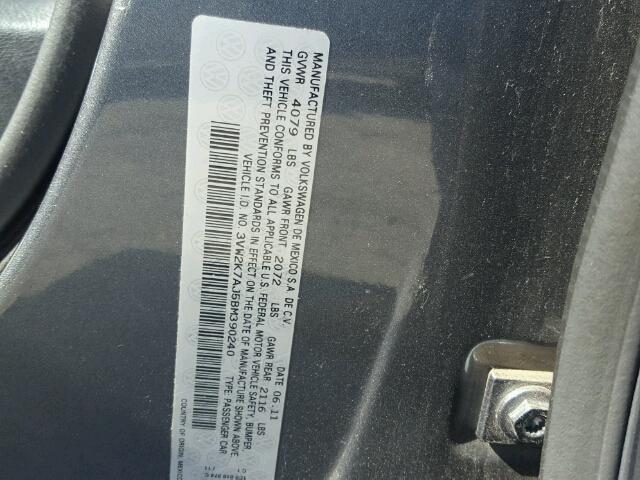 MANUFACTURED BY VOLKSWAGEN DE MEXICO S.A. DE C.V. DATE 06.11
GVWR 4079 LBS GAWR FRONT 2072 LBS GAWR REAR 2116 LBS
THIS VEHICLE CONFORMS TO ALL APPLICABLE U.S. FEDERAL MOTOR VEHICLE SAFETY, BUMPER
AND THEFT PREVENTION STANDARDS IN EFFECT ON THE DATE OF MANUFACTURE SHOWN ABOVE.
VEHICLE I.D. NO. 3VW2K7AJ5BM390240 TYPE: PASSENGER CAR
COUNTRY OF ORIGIN: MEXICO